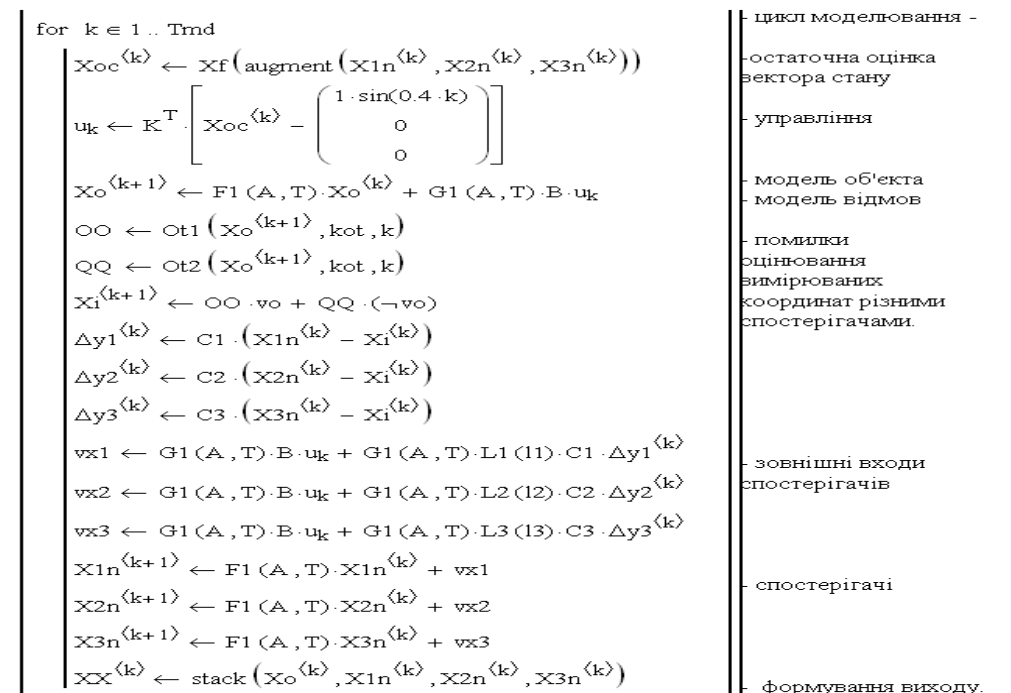 for k ∈ 1 .. Tmd
Xoc^⟨k⟩ ← Xf(augment(X1n^⟨k⟩, X2n^⟨k⟩, X3n^⟨k⟩))
u_k ← K^T · [Xoc^⟨k⟩ − (1·sin(0.4·k)
0
0)]
Xo^⟨k+1⟩ ← F1(A,T)·Xo^⟨k⟩ + G1(A,T)·B·u_k
OO ← Ot1(Xo^⟨k+1⟩, kot, k)
QQ ← Ot2(Xo^⟨k+1⟩, kot, k)
Xi^⟨k+1⟩ ← OO·vo + QQ·(¬vo)
Δy1^⟨k⟩ ← C1·(X1n^⟨k⟩ − Xi^⟨k⟩)
Δy2^⟨k⟩ ← C2·(X2n^⟨k⟩ − Xi^⟨k⟩)
Δy3^⟨k⟩ ← C3·(X3n^⟨k⟩ − Xi^⟨k⟩)
vx1 ← G1(A,T)·B·u_k + G1(A,T)·L1(l1)·C1·Δy1^⟨k⟩
vx2 ← G1(A,T)·B·u_k + G1(A,T)·L2(l2)·C2·Δy2^⟨k⟩
vx3 ← G1(A,T)·B·u_k + G1(A,T)·L3(l3)·C3·Δy3^⟨k⟩
X1n^⟨k+1⟩ ← F1(A,T)·X1n^⟨k⟩ + vx1
X2n^⟨k+1⟩ ← F1(A,T)·X2n^⟨k⟩ + vx2
X3n^⟨k+1⟩ ← F1(A,T)·X3n^⟨k⟩ + vx3
XX^⟨k⟩ ← stack(Xo^⟨k⟩, X1n^⟨k⟩, X2n^⟨k⟩, X3n^⟨k⟩)
- цикл моделювання -
-остаточна оцінка
вектора стану
- управління
- модель об'єкта
- модель відмов
- помилки
оцінювання
вимірюваних
координат різними
спостерігачами.
- зовнішні входи
спостерігачів
- спостерігачі
- формування виходу.